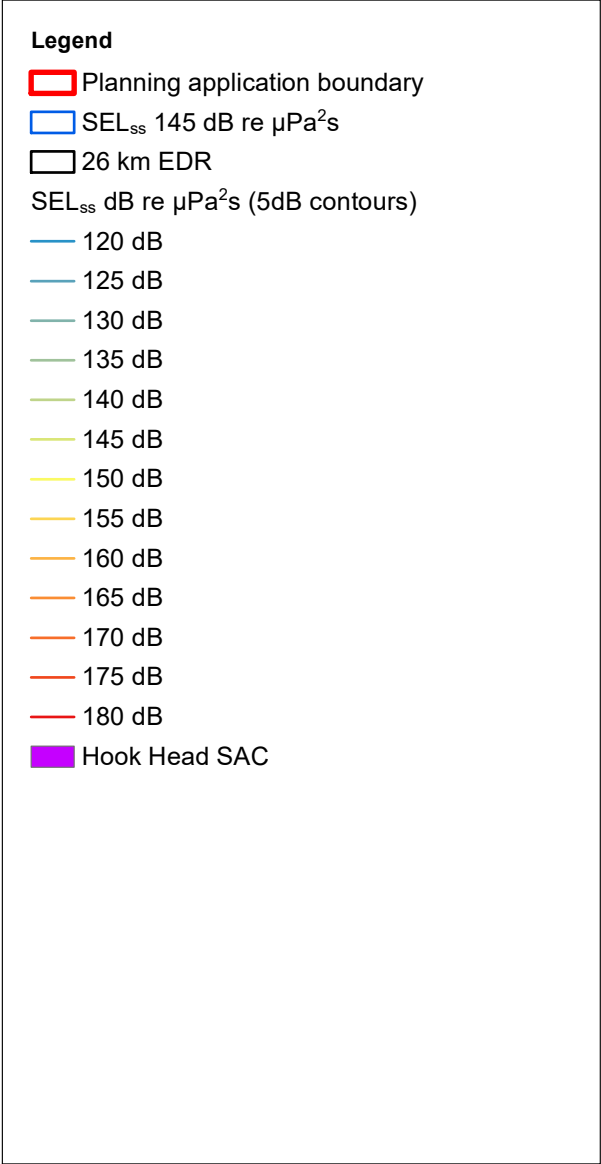 Legend
Planning application boundary
SELss 145 dB re µPa²s
26 km EDR
SELss dB re µPa²s (5dB contours)
120 dB
125 dB
130 dB
135 dB
140 dB
145 dB
150 dB
155 dB
160 dB
165 dB
170 dB
175 dB
180 dB
Hook Head SAC